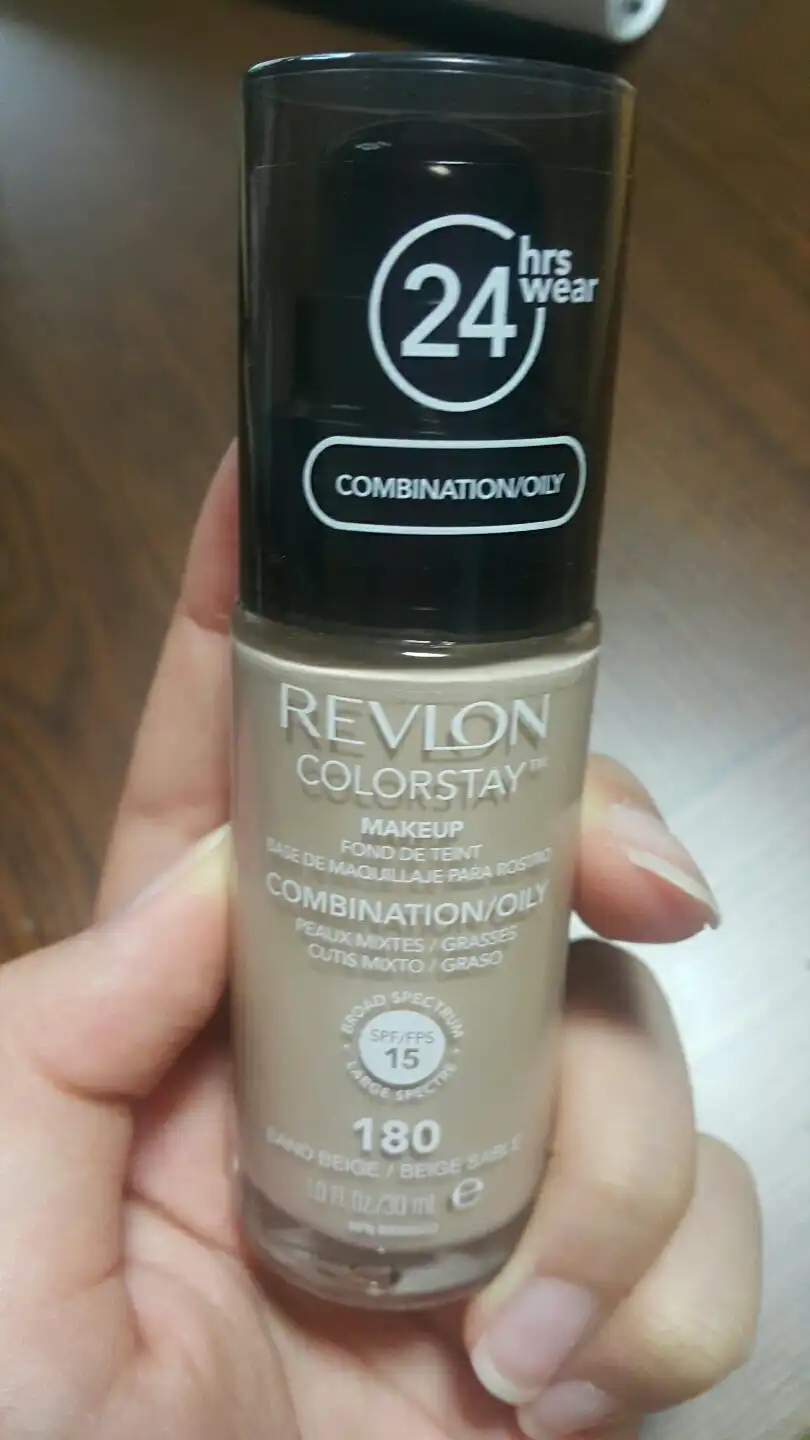 24
hrs
wear
COMBINATION/OILY
REVLON
COLORSTAY™
MAKEUP
FOND DE TEINT
BASE DE MAQUILLAJE PARA ROSTRO
COMBINATION/OILY
PEAUX MIXTES / GRASSES
CUTIS MIXTO / GRASO
BROAD SPECTRUM
SPF/FPS
15
LARGE SPECTRE
180
SAND BEIGE / BEIGE SABLE
1.0 FL.Oz/30 ml e